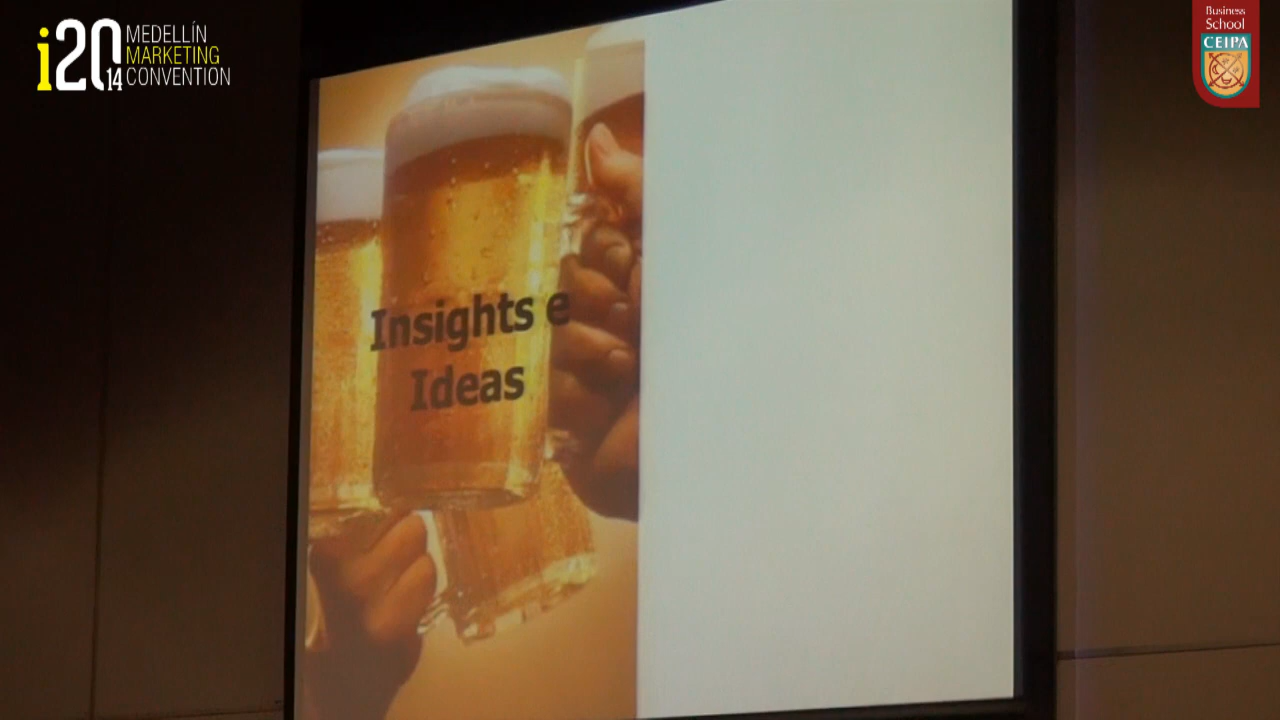 i2014
MEDELLÍN
MARKETING
CONVENTION
Business
School
CEIPA
Insights e
Ideas